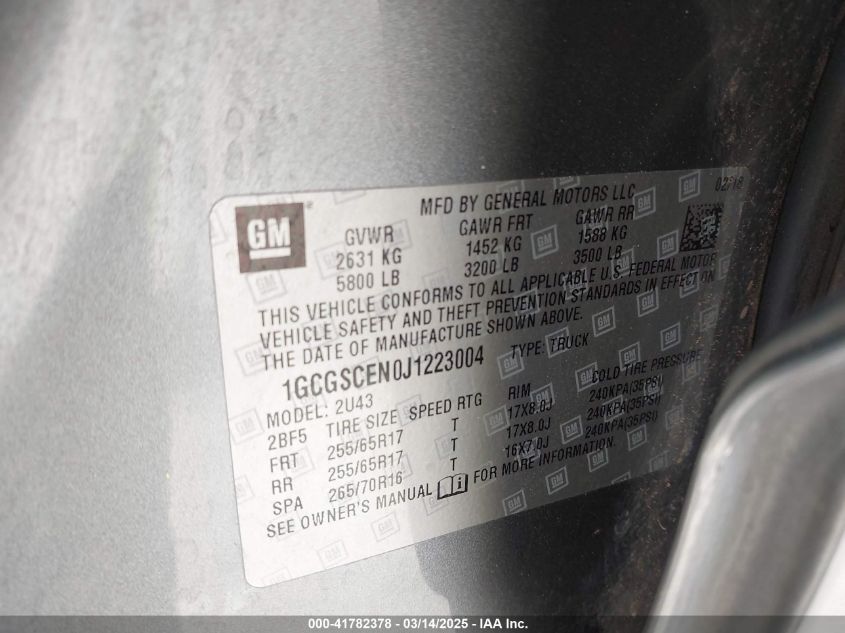 MFD BY GENERAL MOTORS LLC 02/18
GM
GVWR GAWR FRT GAWR RR
2631 KG 1452 KG 1588 KG
5800 LB 3200 LB 3500 LB
THIS VEHICLE CONFORMS TO ALL APPLICABLE U.S. FEDERAL MOTOR
VEHICLE SAFETY AND THEFT PREVENTION STANDARDS IN EFFECT ON
THE DATE OF MANUFACTURE SHOWN ABOVE.
1GCGSCEN0J1223004 TYPE: TRUCK
MODEL: 2U43
2BF5 TIRE SIZE SPEED RTG RIM COLD TIRE PRESSURE
FRT 255/65R17 T 17X8.0J 240KPA(35PSI)
RR 255/65R17 T 17X8.0J 240KPA(35PSI)
SPA 265/70R16 T 16X7.0J 240KPA(35PSI)
SEE OWNER'S MANUAL FOR MORE INFORMATION.
000-41782378 - 03/14/2025 - IAA Inc.